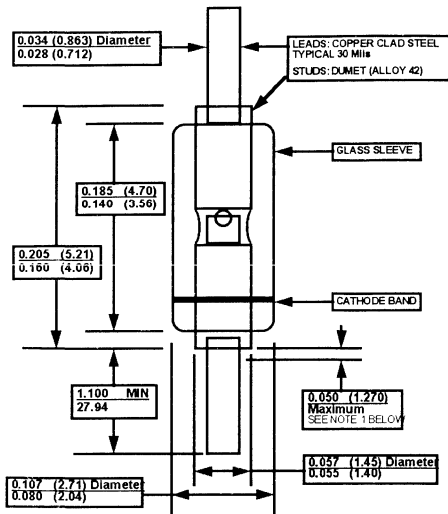 0.034 (0.863) Diameter
0.028 (0.712)
LEADS: COPPER CLAD STEEL
TYPICAL 30 Mils
STUDS: DUMET (ALLOY 42)
GLASS SLEEVE
0.185 (4.70)
0.140 (3.56)
0.205 (5.21)
0.160 (4.06)
CATHODE BAND
1.100 MIN
27.94
0.050 (1.270)
Maximum
SEE NOTE 1 BELOW
0.057 (1.45) Diameter
0.055 (1.40)
0.107 (2.71) Diameter
0.080 (2.04)